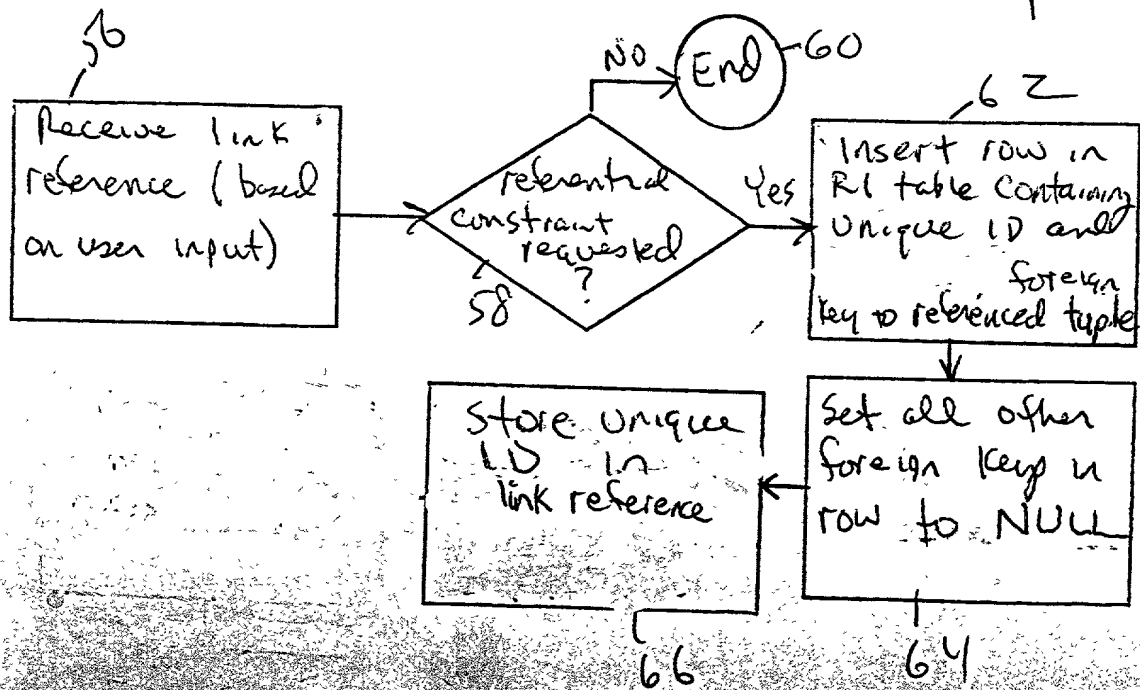 56
Receive link
reference (based
on user input)
referential
constraint
requested
?
58
NO
End
60
Yes
62
Insert row in
RI table containing
unique ID and
foreign
key to referenced tuple
Set all other
foreign keys in
row to NULL
64
Store unique
ID in
link reference
66